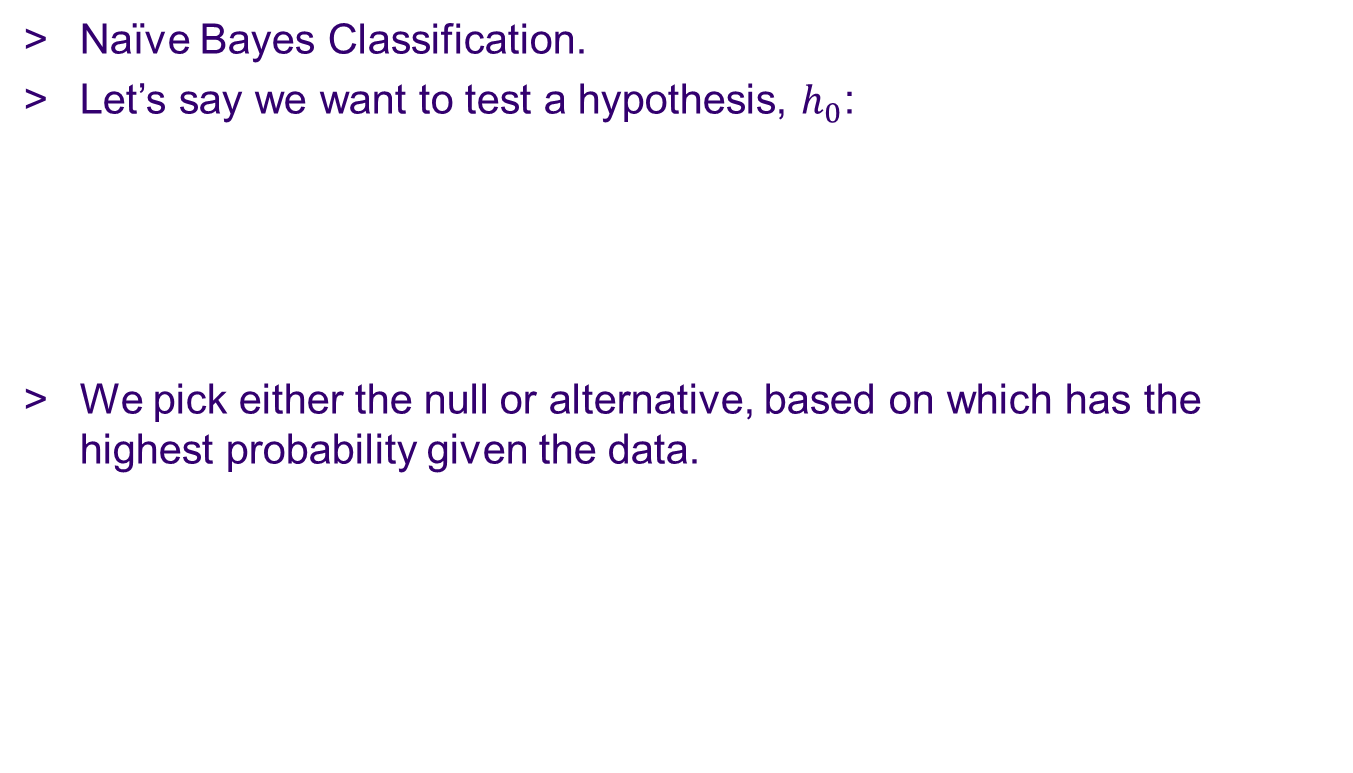 > Naïve Bayes Classification.
> Let’s say we want to test a hypothesis, ℎ₀:
> We pick either the null or alternative, based on which has the
highest probability given the data.